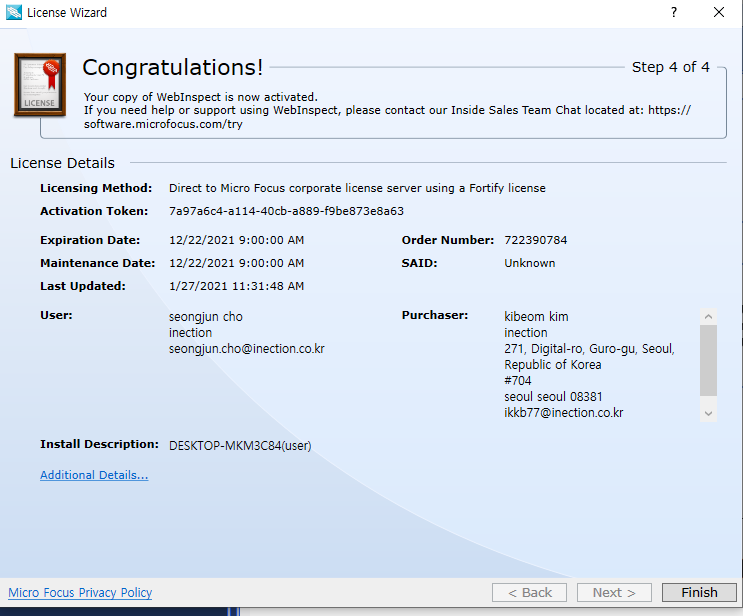 License Wizard
?
LICENSE
Congratulations!
Step 4 of 4
Your copy of WebInspect is now activated.
If you need help or support using WebInspect, please contact our Inside Sales Team Chat located at: https://
software.microfocus.com/try
License Details
Licensing Method: Direct to Micro Focus corporate license server using a Fortify license
Activation Token: 7a97a6c4-a114-40cb-a889-f9be873e8a63
Expiration Date: 12/22/2021 9:00:00 AM
Order Number: 722390784
Maintenance Date: 12/22/2021 9:00:00 AM
SAID: Unknown
Last Updated: 1/27/2021 11:31:48 AM
User: seongjun cho
inection
seongjun.cho@inection.co.kr
Purchaser: kibeom kim
inection
271, Digital-ro, Guro-gu, Seoul,
Republic of Korea
#704
seoul seoul 08381
ikkb77@inection.co.kr
Install Description: DESKTOP-MKM3C84(user)
Additional Details...
Micro Focus Privacy Policy
< Back
Next >
Finish